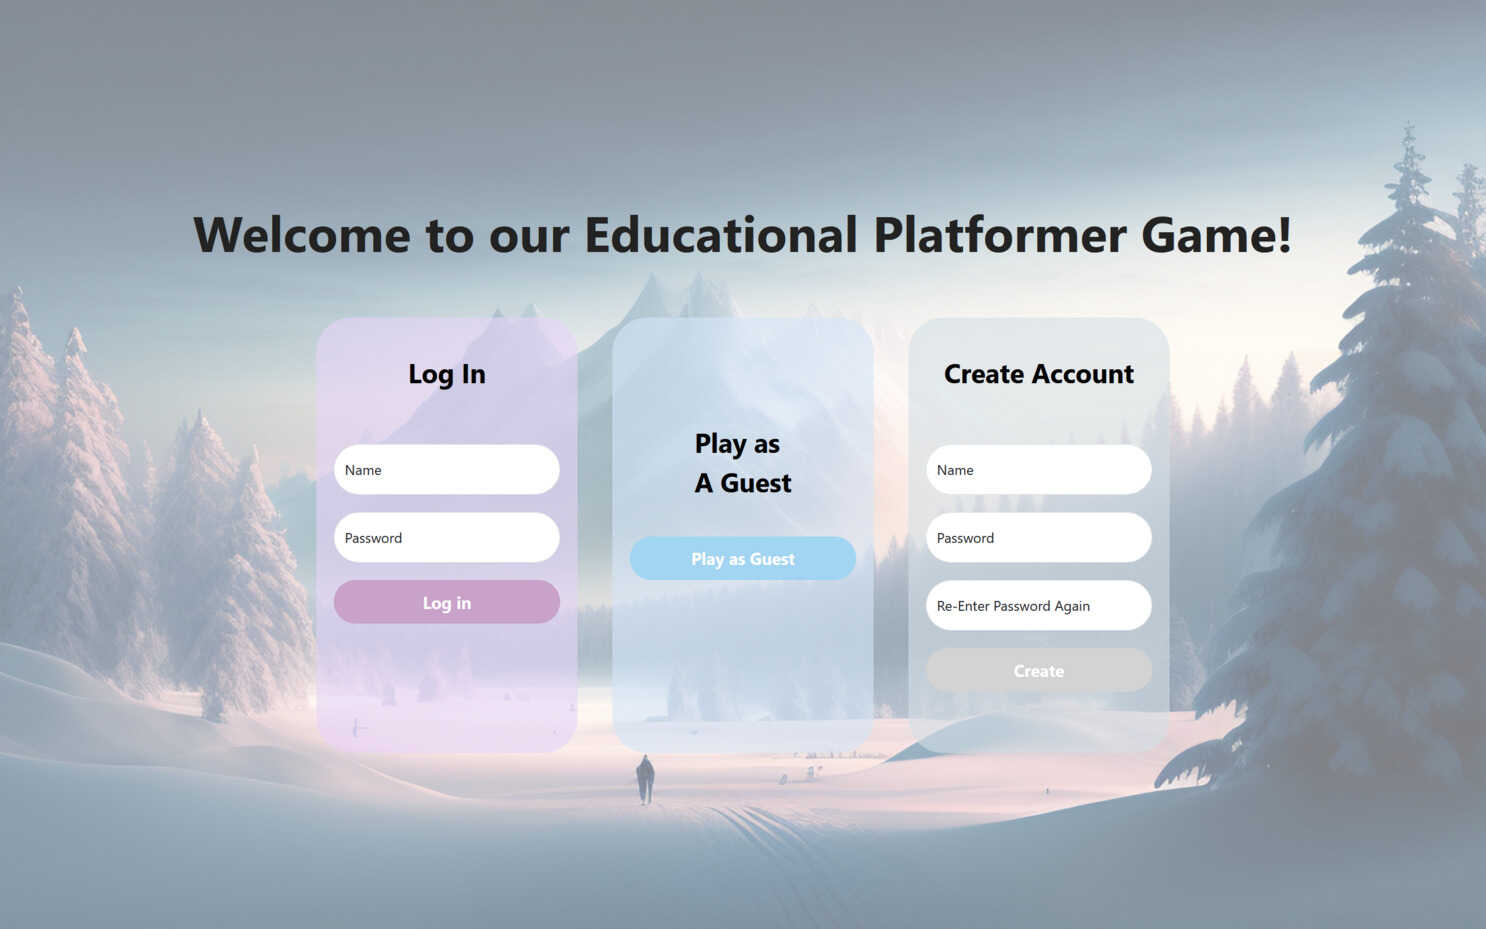 Welcome to our Educational Platformer Game!
Log In
Name
Password
Log in
Play as
A Guest
Play as Guest
Create Account
Name
Password
Re-Enter Password Again
Create